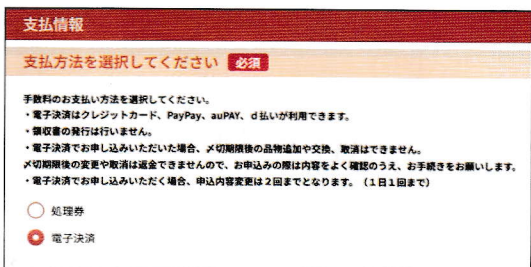 支払情報
支払方法を選択してください 必須
手数料のお支払い方法を選択してください。
・電子決済はクレジットカード、PayPay、auPAY、ｄ払いが利用できます。
・領収書の発行は行いません。
・電子決済でお申し込みいただいた場合、〆切期限後の品物追加や交換、取消はできません。
〆切期限後の変更や取消は返金できませんので、お申込みの際は内容をよく確認のうえ、お手続きをお願いします。
・電子決済でお申し込みいただく場合、申込内容変更は２回までとなります。（１日１回まで）
処理券
電子決済